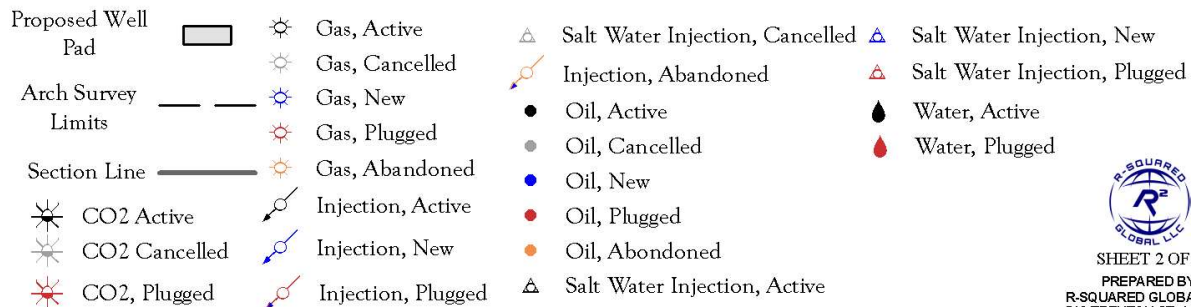 Proposed Well
Pad
Arch Survey
Limits
Section Line
CO2 Active
CO2 Cancelled
CO2, Plugged
Gas, Active
Gas, Cancelled
Gas, New
Gas, Plugged
Gas, Abandoned
Injection, Active
Injection, New
Injection, Plugged
Salt Water Injection, Cancelled
Injection, Abandoned
Oil, Active
Oil, Cancelled
Oil, New
Oil, Plugged
Oil, Abondoned
Salt Water Injection, Active
Salt Water Injection, New
Salt Water Injection, Plugged
Water, Active
Water, Plugged
R-SQUARED
R²
GLOBAL LLC
SHEET 2 OF
PREPARED BY
R-SQUARED GLOBA